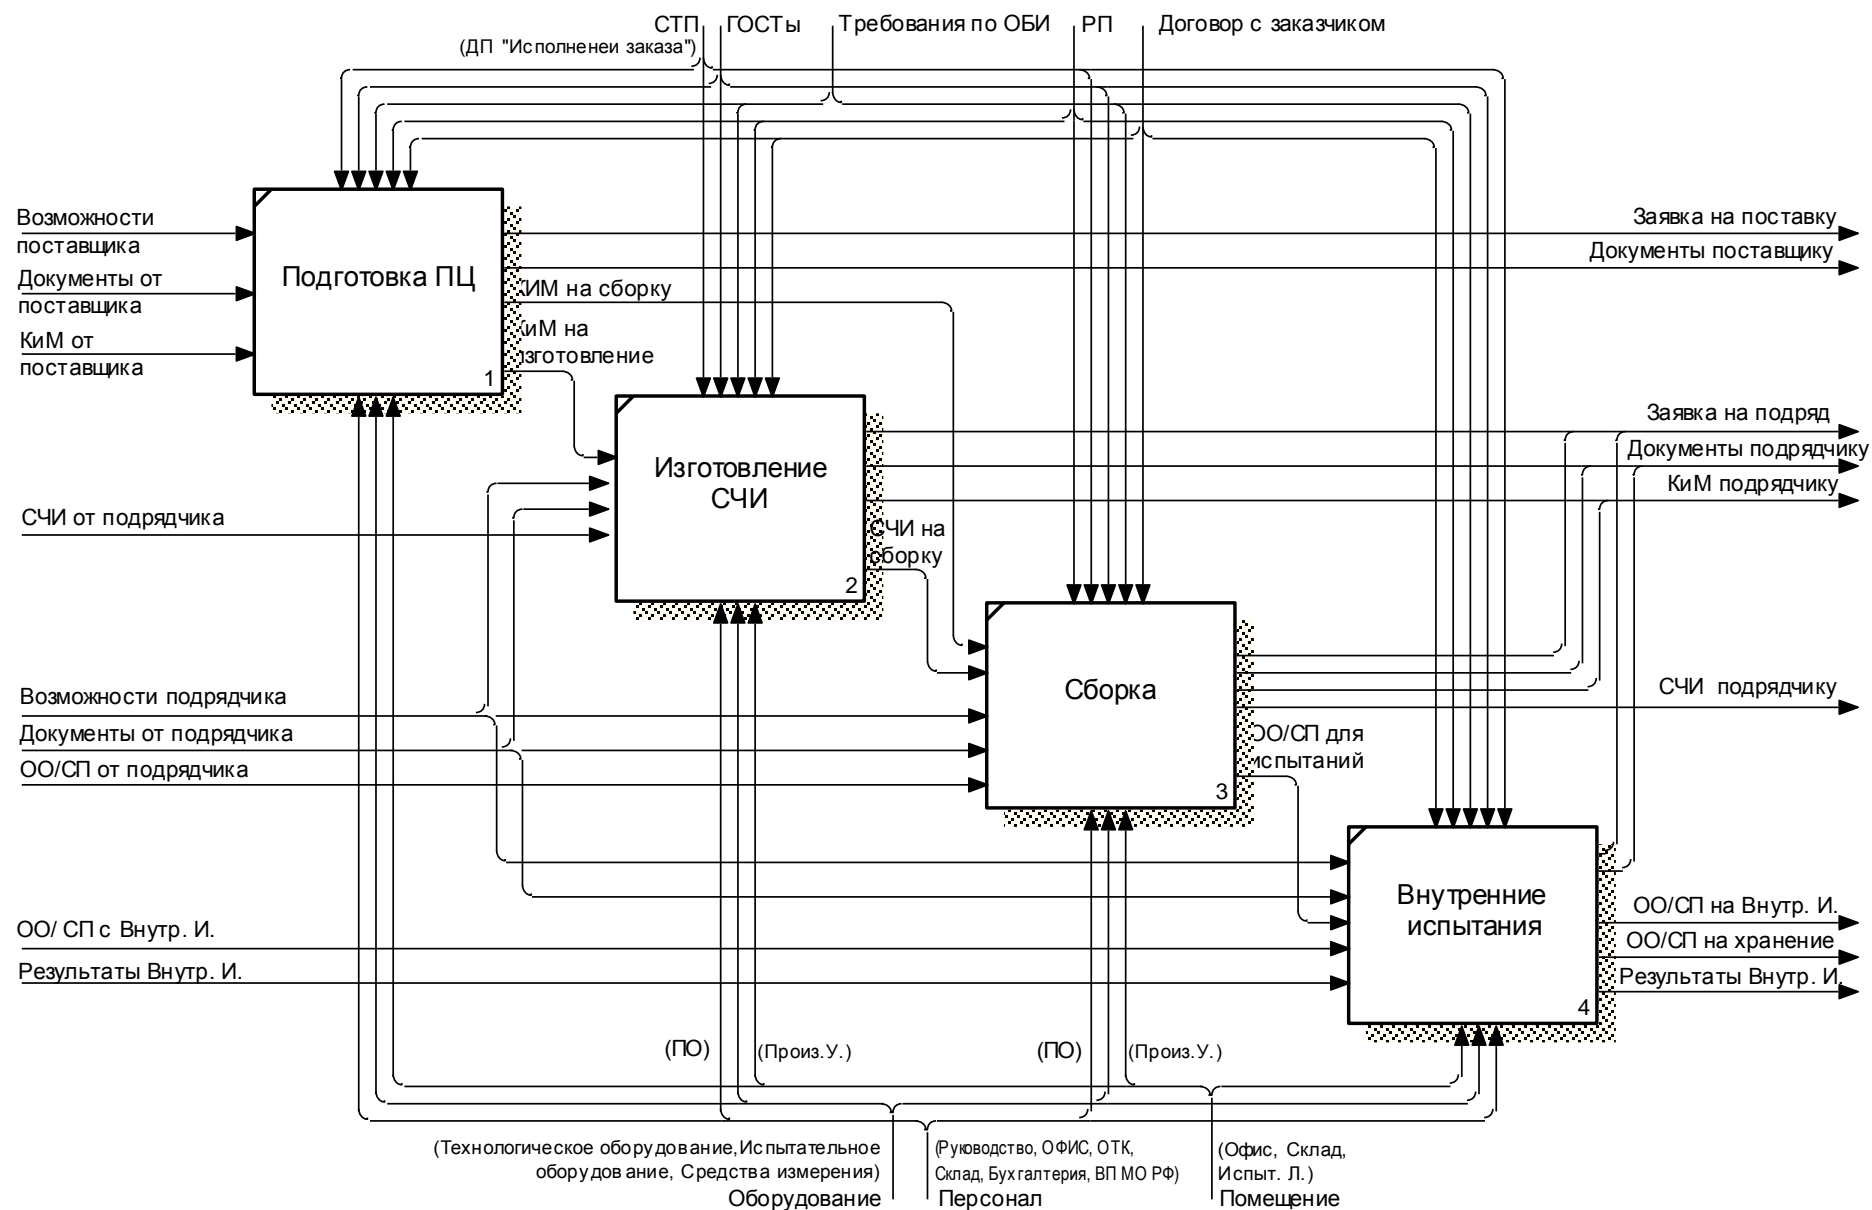 СТП
ГОСТы
Требования по ОБИ
РП
Договор с заказчиком
(ДП "Исполненеи заказа")
Возможности
поставщика
Документы от
поставщика
КиМ от
поставщика
Подготовка ПЦ
1
Заявка на поставку
Документы поставщику
КИМ на сборку
КиМ на
изготовление
Изготовление
СЧИ
2
Заявка на подряд
Документы подрядчику
КиМ подрядчику
СЧИ от подрядчика
СЧИ на
сборку
Сборка
3
СЧИ подрядчику
Возможности подрядчика
Документы от подрядчика
ОО/СП от подрядчика
ОО/СП для
испытаний
Внутренние
испытания
4
ОО/ СП с Внутр. И.
Результаты Внутр. И.
ОО/СП на Внутр. И.
ОО/СП на хранение
Результаты Внутр. И.
(ПО)
(Произ.У.)
(ПО)
(Произ.У.)
(Технологическое оборудование,Испытательное
оборудование, Средства измерения)
Оборудование
(Руководство, ОФИС, ОТК,
Склад, Бухгалтерия, ВП МО РФ)
Персонал
(Офис, Склад,
Испыт. Л.)
Помещение